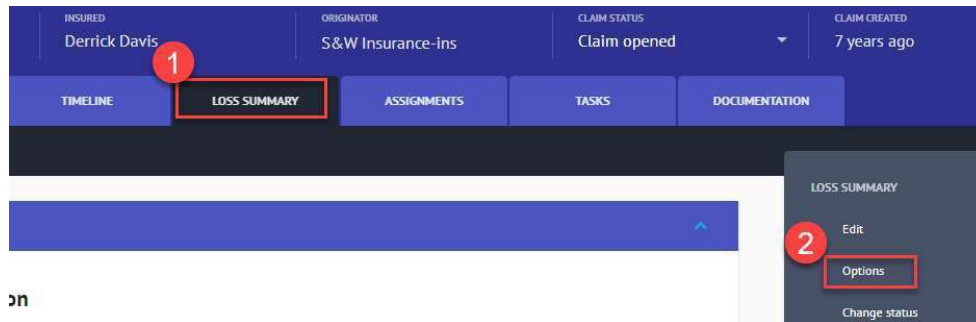 INSURED ORIGINATOR CLAIM STATUS CLAIM CREATED
Derrick Davis S&W Insurance-ins Claim opened 7 years ago
1
TIMELINE LOSS SUMMARY ASSIGNMENTS TASKS DOCUMENTATION
LOSS SUMMARY
Edit
2
Options
on
Change status